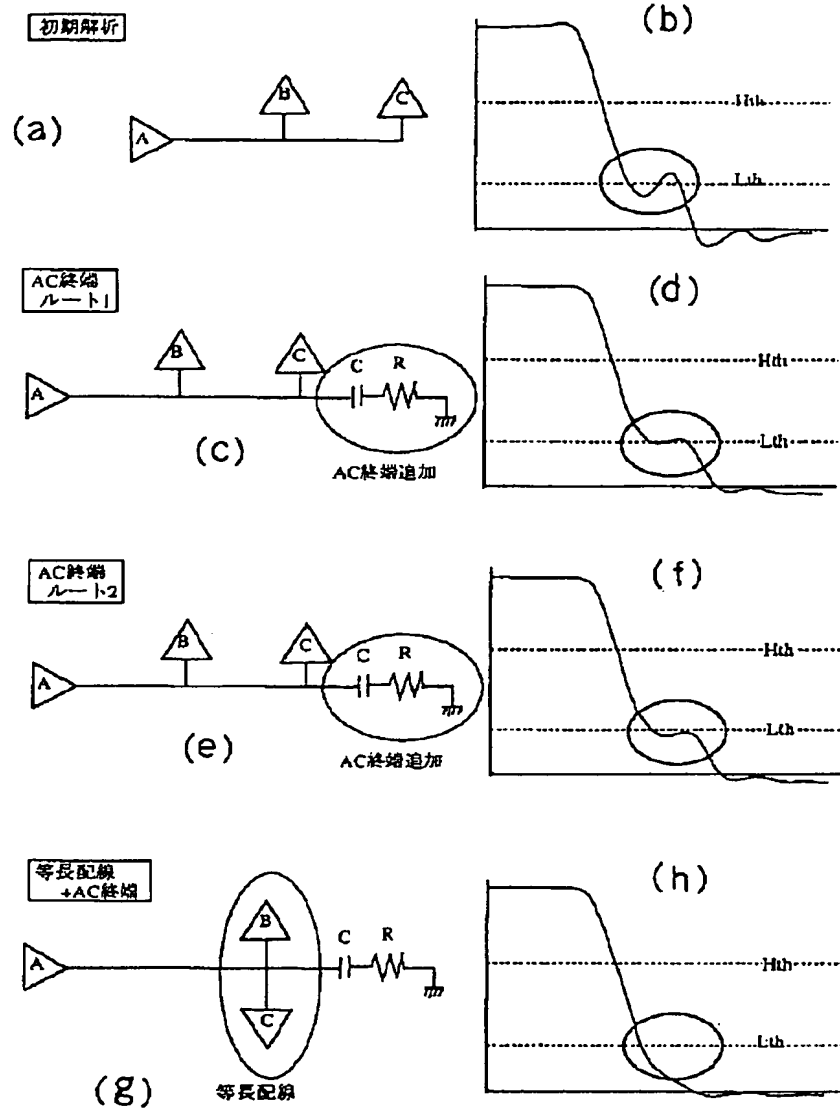 初期解析
(a)
A
B
C
(b)
Hth
Lth
AC終端
ルート1
A
B
C
C
R
AC終端追加
(c)
(d)
Hth
Lth
AC終端
ルート2
A
B
C
C
R
AC終端追加
(e)
(f)
Hth
Lth
等長配線
+AC終端
A
B
C
C
R
等長配線
(g)
(h)
Hth
Lth